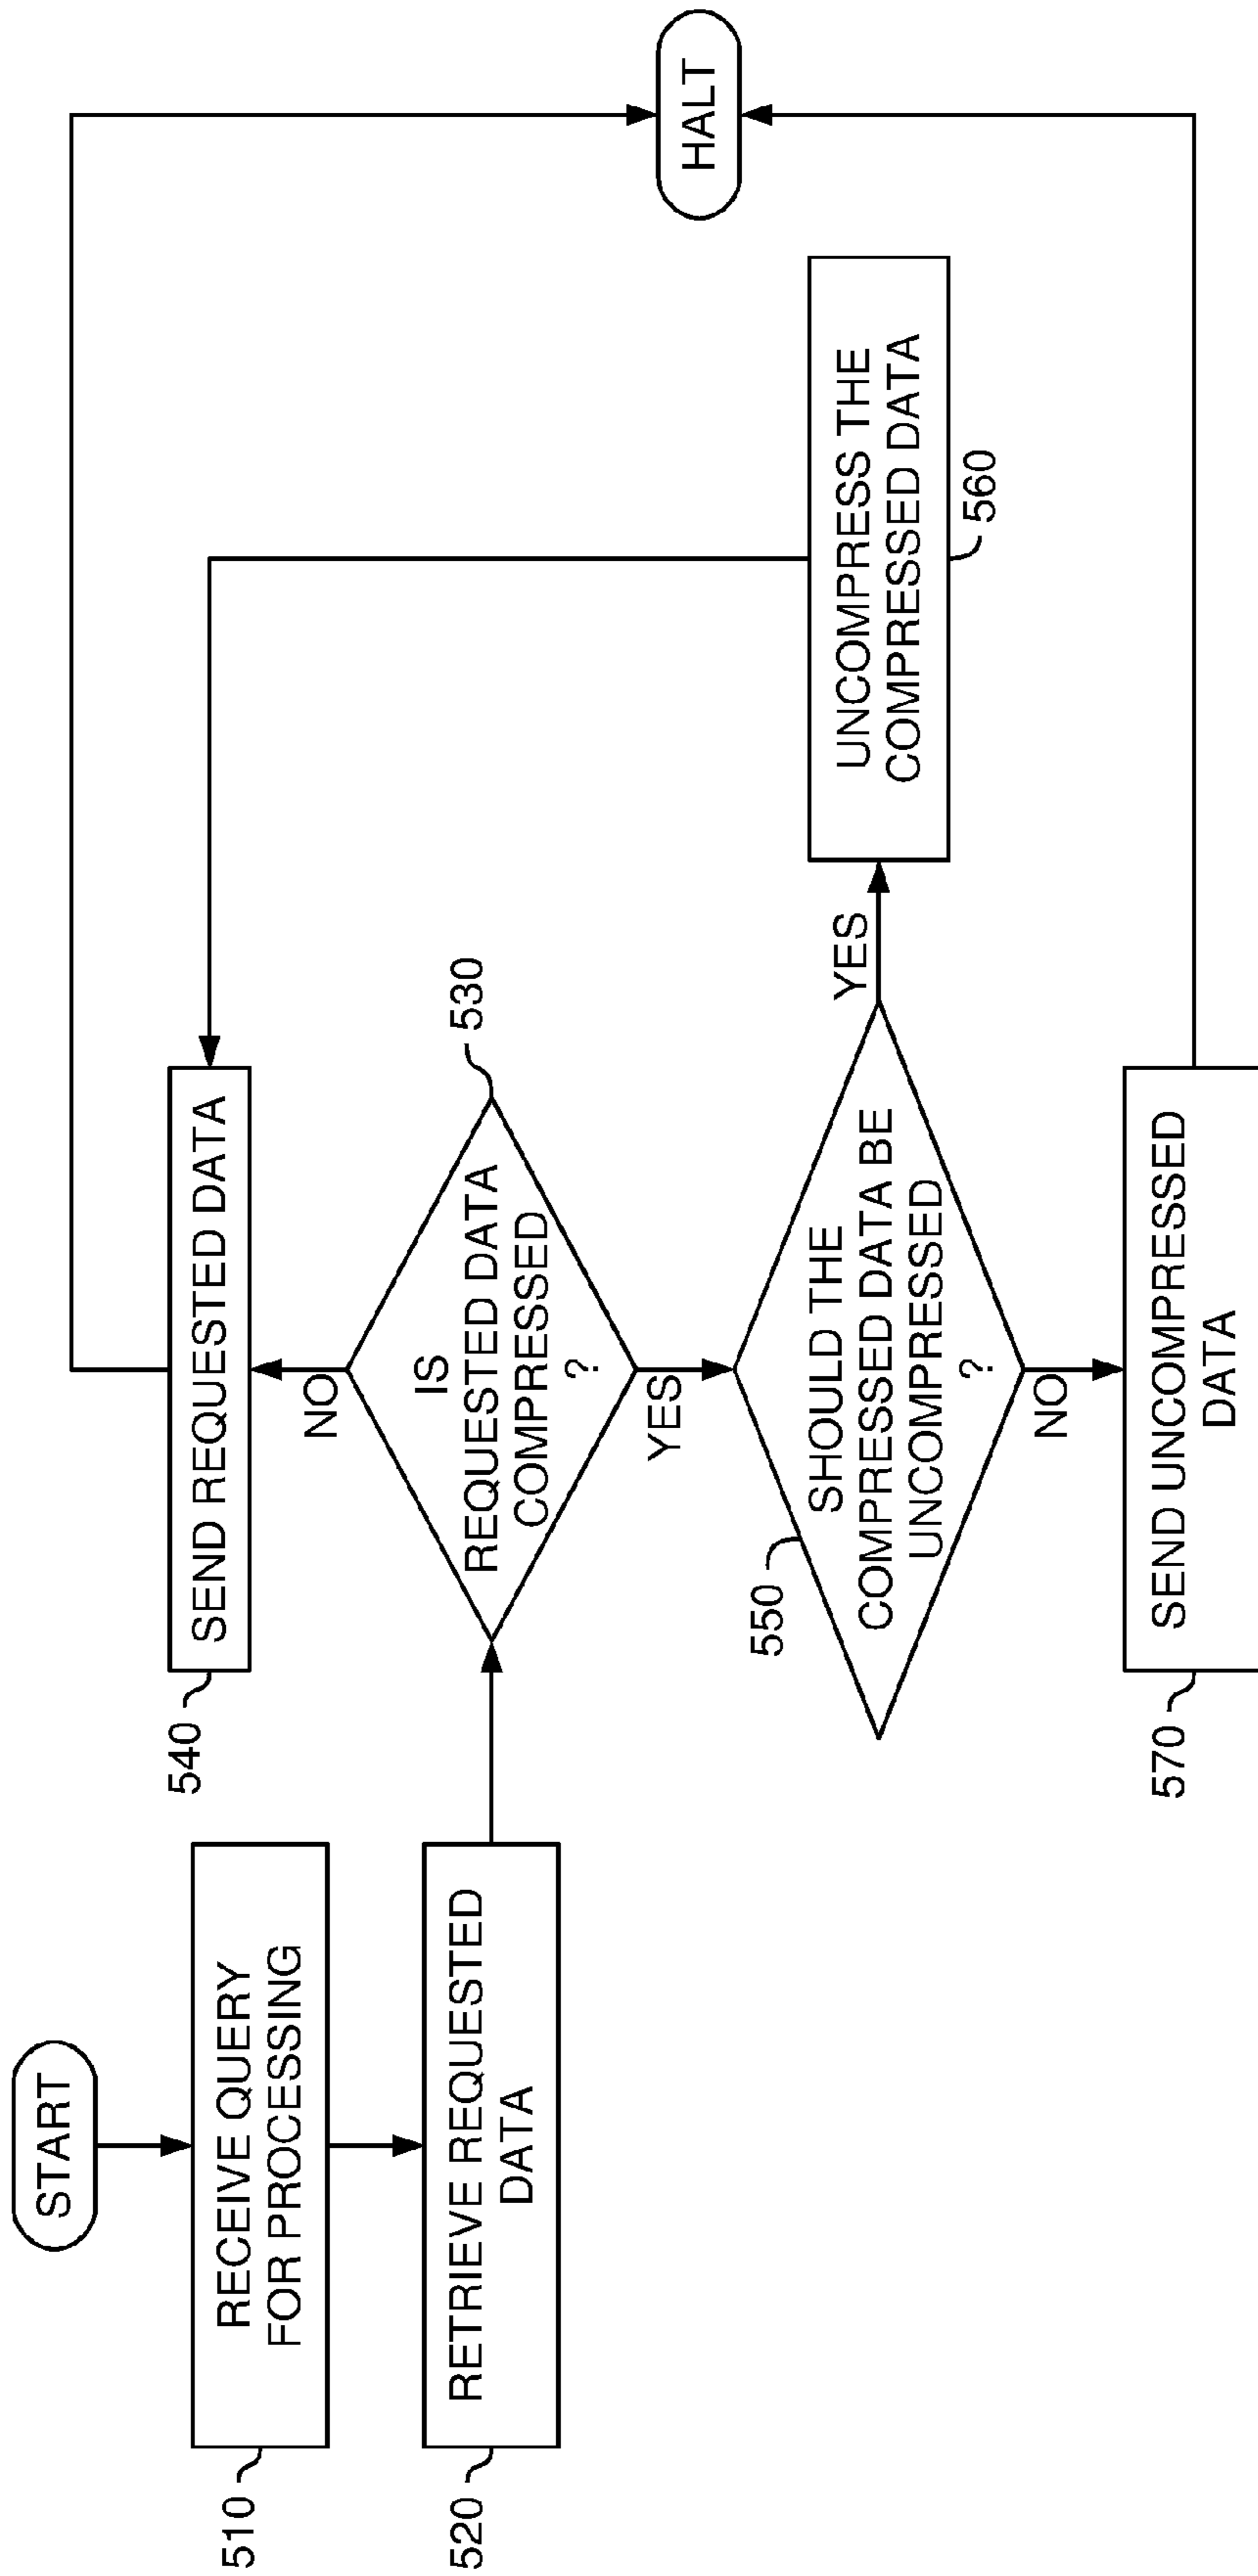 START
RECEIVE QUERY
FOR PROCESSING
510
RETRIEVE REQUESTED
DATA
520
IS
REQUESTED DATA
COMPRESSED
?
530
NO
YES
SEND REQUESTED DATA
540
SHOULD THE
COMPRESSED DATA BE
UNCOMPRESSED
?
550
YES
NO
UNCOMPRESS THE
COMPRESSED DATA
560
SEND UNCOMPRESSED
DATA
570
HALT